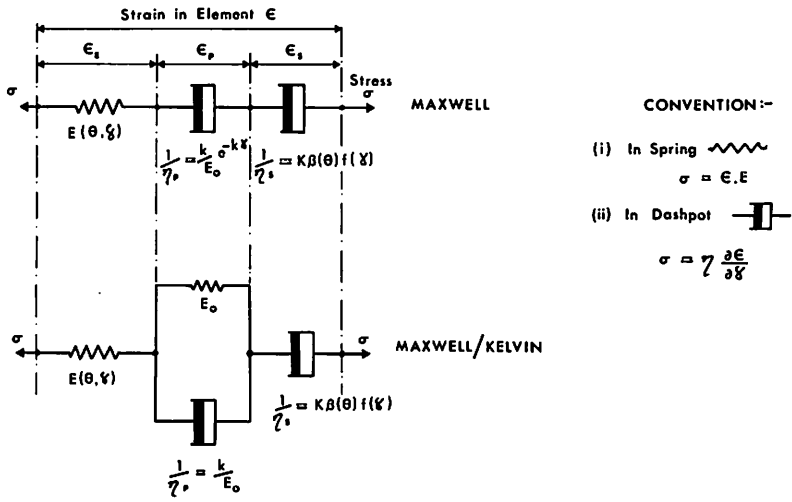 Strain in Element ϵ
ϵs ϵp ϵs
σ Stress σ
E(θ,γ)
MAXWELL
1/ηp = k/E₀ e^-kγ
1/ηs = Kβ(θ)f(γ)
CONVENTION:-
(i) In Spring
σ = ϵ.E
(ii) In Dashpot
σ = η ∂ϵ/∂γ
E₀
σ σ
E(θ,γ)
MAXWELL/KELVIN
1/ηs = Kβ(θ)f(γ)
1/ηp = k/E₀